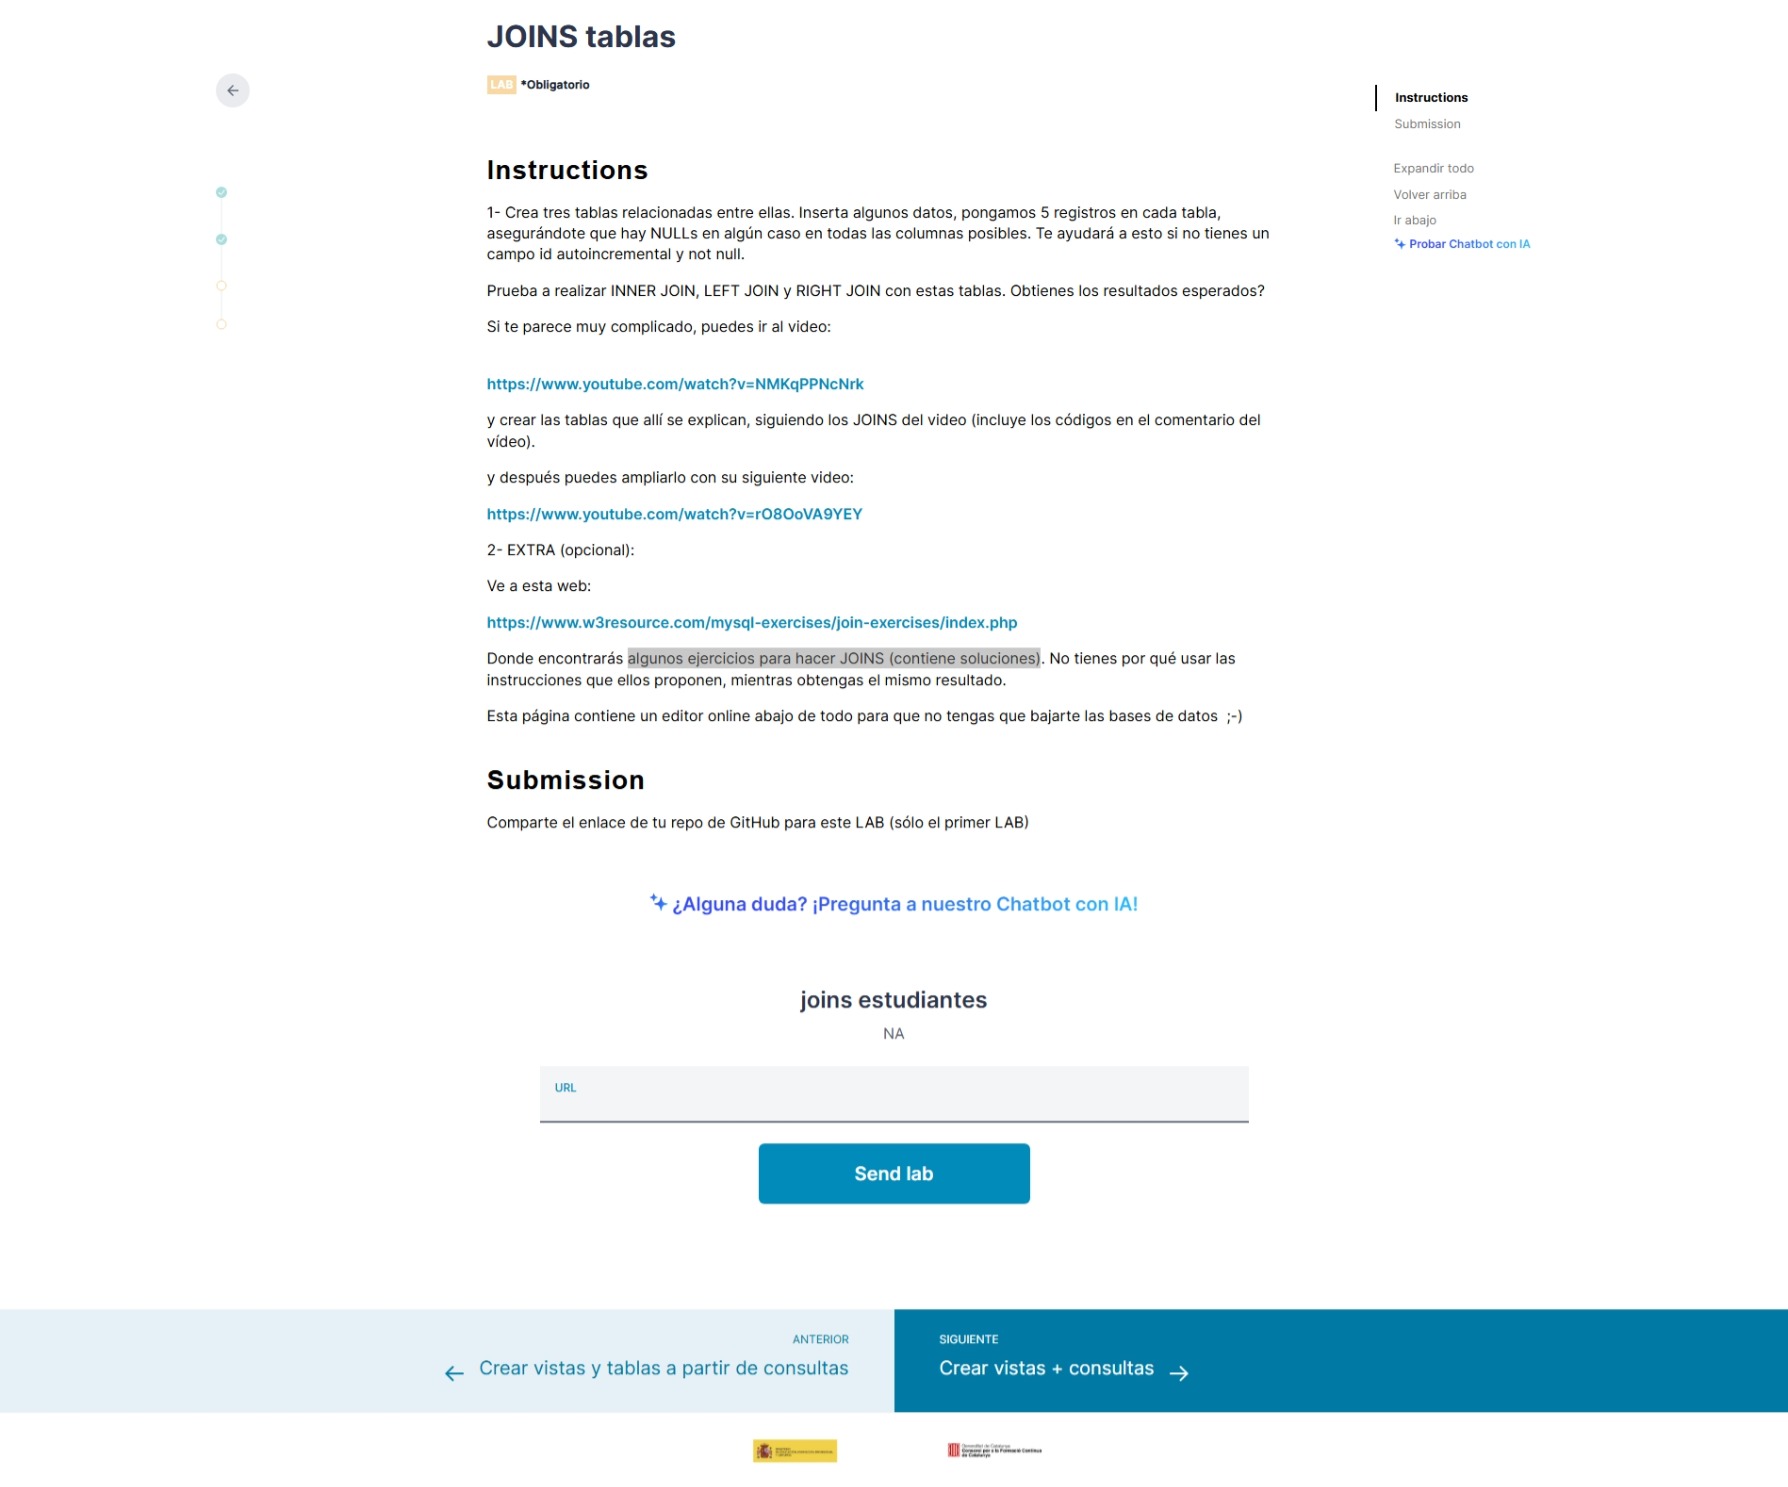 JOINS tablas
LAB *Obligatorio
Instructions
Submission
Expandir todo
Volver arriba
Ir abajo
Probar Chatbot con IA
Instructions
1- Crea tres tablas relacionadas entre ellas. Inserta algunos datos, pongamos 5 registros en cada tabla,
asegurándote que hay NULLs en algún caso en todas las columnas posibles. Te ayudará a esto si no tienes un
campo id autoincremental y not null.
Prueba a realizar INNER JOIN, LEFT JOIN y RIGHT JOIN con estas tablas. Obtienes los resultados esperados?
Si te parece muy complicado, puedes ir al video:
https://www.youtube.com/watch?v=NMKqPPNcNrk
y crear las tablas que allí se explican, siguiendo los JOINS del video (incluye los códigos en el comentario del
vídeo).
y después puedes ampliarlo con su siguiente video:
https://www.youtube.com/watch?v=rO8OoVA9YEY
2- EXTRA (opcional):
Ve a esta web:
https://www.w3resource.com/mysql-exercises/join-exercises/index.php
Donde encontrarás algunos ejercicios para hacer JOINS (contiene soluciones). No tienes por qué usar las
instrucciones que ellos proponen, mientras obtengas el mismo resultado.
Esta página contiene un editor online abajo de todo para que no tengas que bajarte las bases de datos ;-)
Submission
Comparte el enlace de tu repo de GitHub para este LAB (sólo el primer LAB)
¿Alguna duda? ¡Pregunta a nuestro Chatbot con IA!
joins estudiantes
NA
URL
Send lab
ANTERIOR
Crear vistas y tablas a partir de consultas
SIGUIENTE
Crear vistas + consultas
Generalitat de Catalunya
Consorci per a la Formació Contínua
de Catalunya